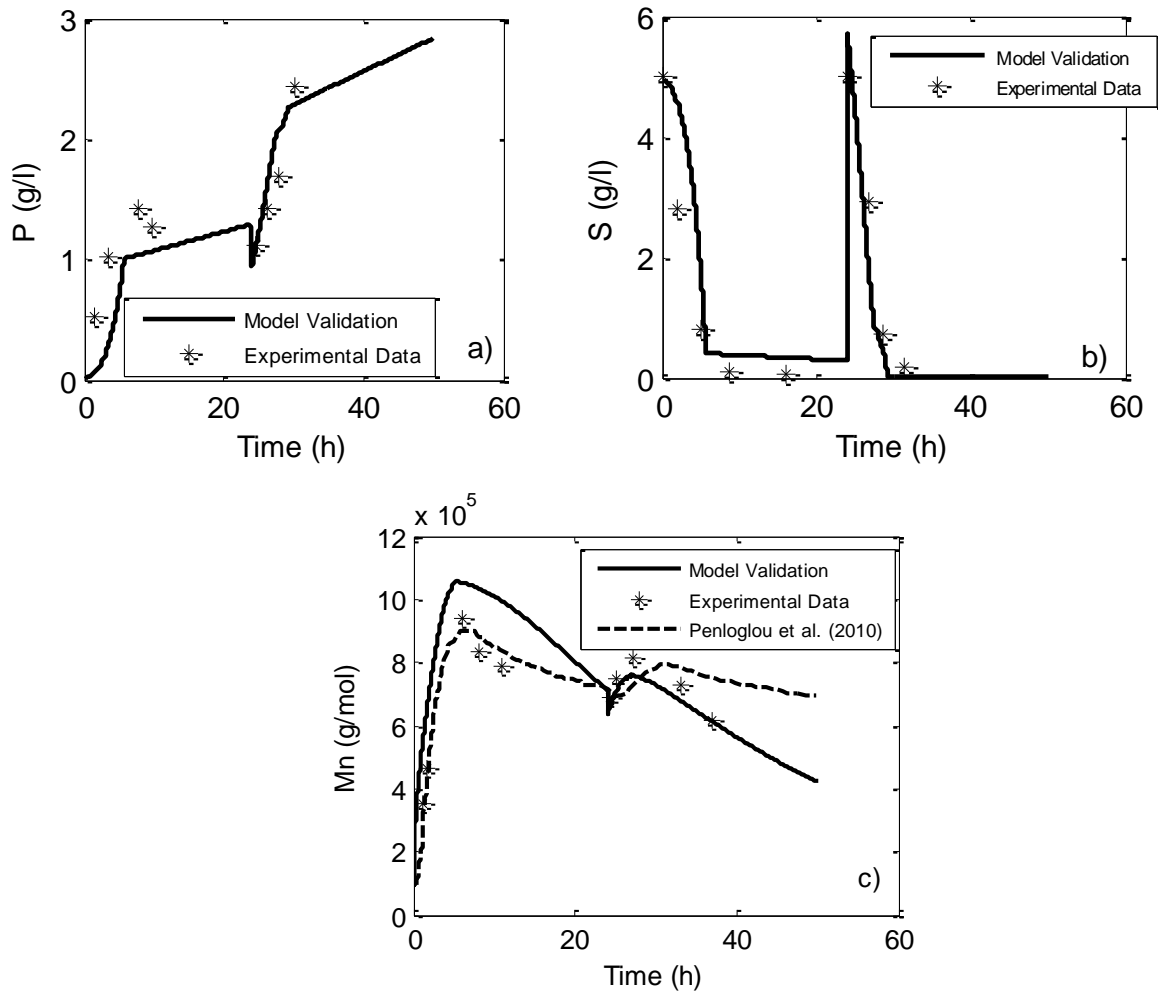 3
2
1
0
P (g/l)
Model Validation
Experimental Data
a)
0 20 40 60
Time (h)
6
4
2
0
S (g/l)
Model Validation
Experimental Data
b)
0 20 40 60
Time (h)
x 10^5
12
10
8
6
4
2
0
Mn (g/mol)
Model Validation
Experimental Data
Penloglou et al. (2010)
c)
0 20 40 60
Time (h)